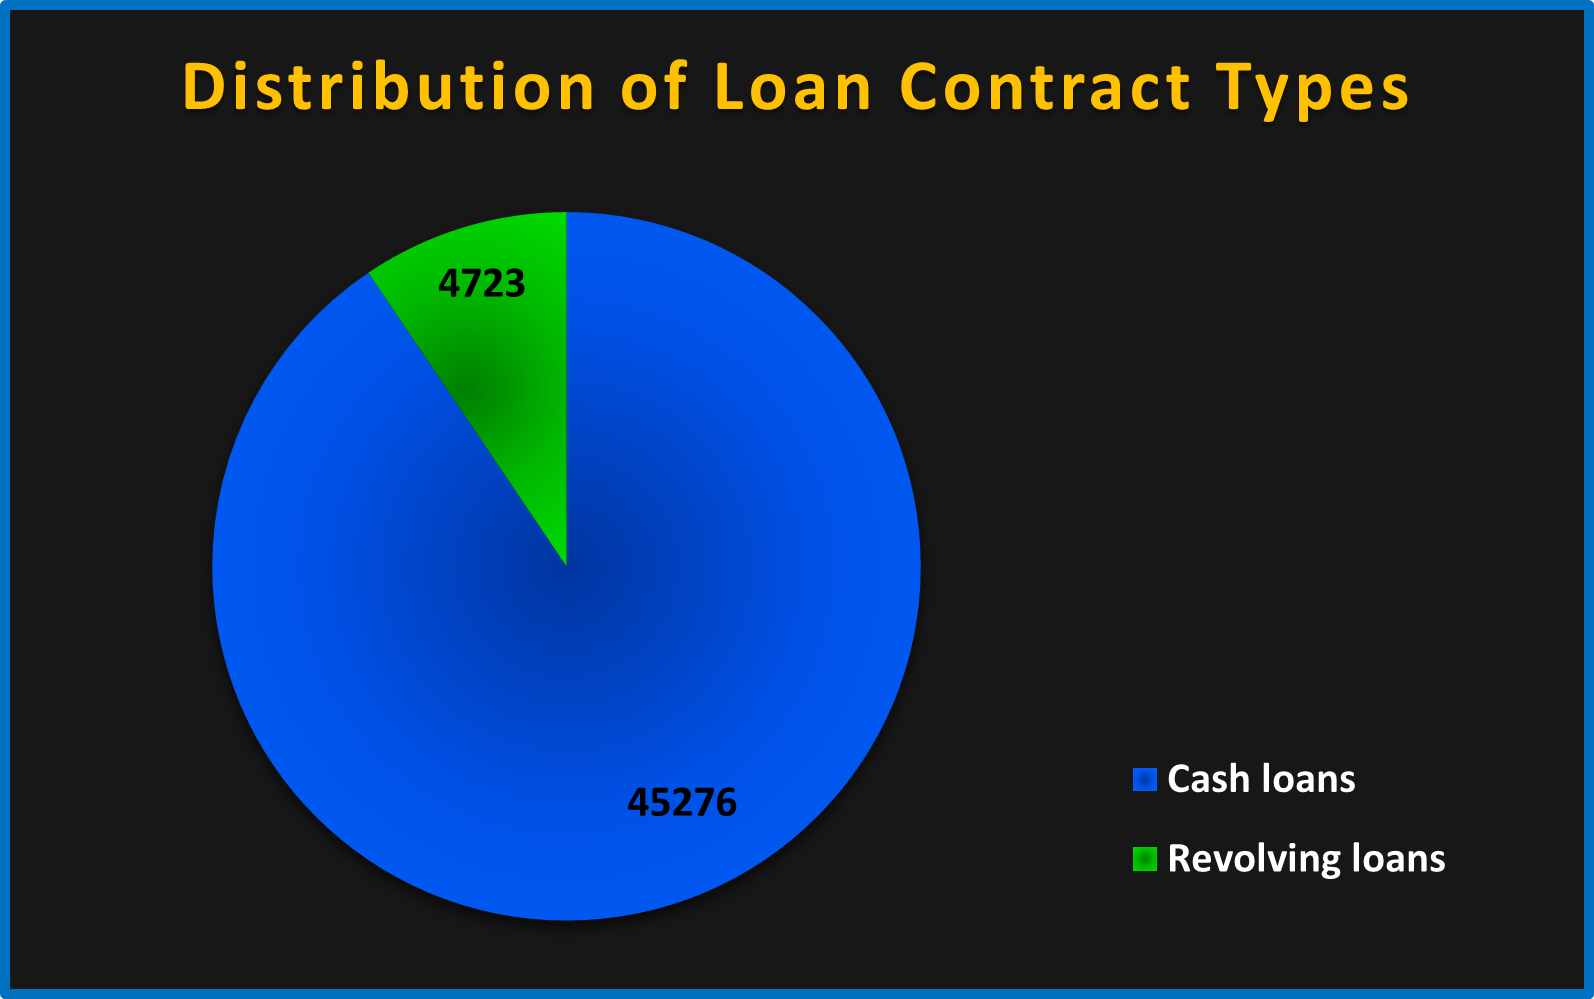 Distribution of Loan Contract Types
4723
45276
Cash loans
Revolving loans